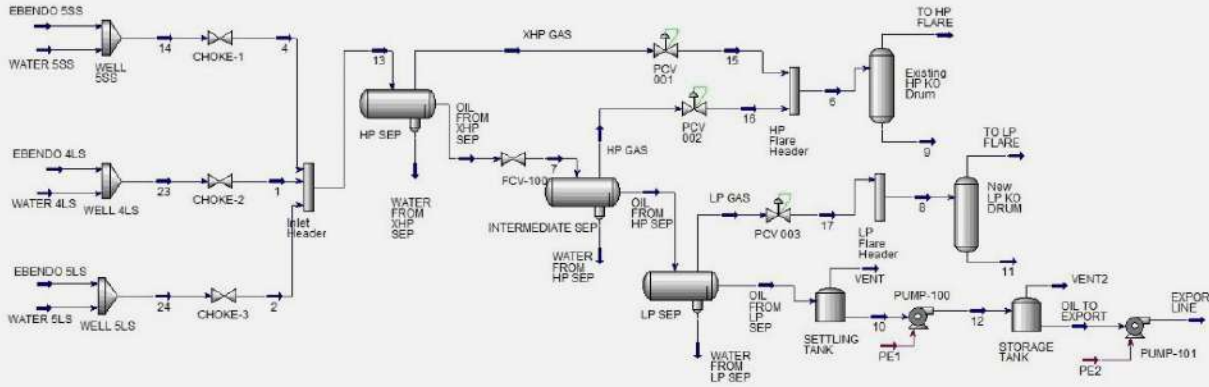 EBENDO 5SS
WATER 5SS
WELL
5SS
14
CHOKE-1
4
EBENDO 4LS
WATER 4LS
WELL 4LS
23
CHOKE-2
1
Inlet
Header
EBENDO 5LS
WATER 5LS
WELL 5LS
24
CHOKE-3
2
13
HP SEP
XHP GAS
PCV
001
15
OIL
FROM
XHP
SEP
WATER
FROM
XHP
SEP
FCV-100
7
HP GAS
PCV
002
16
HP
Flare
Header
6
TO HP
FLARE
Existing
HP KO
Drum
9
INTERMEDIATE SEP
WATER
FROM
HP SEP
OIL
FROM
HP SEP
LP GAS
PCV 003
17
LP
Flare
Header
8
TO LP
FLARE
New
LP KO
DRUM
11
LP SEP
WATER
FROM
LP SEP
OIL
FROM
LP
SEP
VENT
SETTLING
TANK
10
PUMP-100
PE1
12
VENT2
STORAGE
TANK
OIL TO
EXPORT
PE2
PUMP-101
EXPOR
LINE